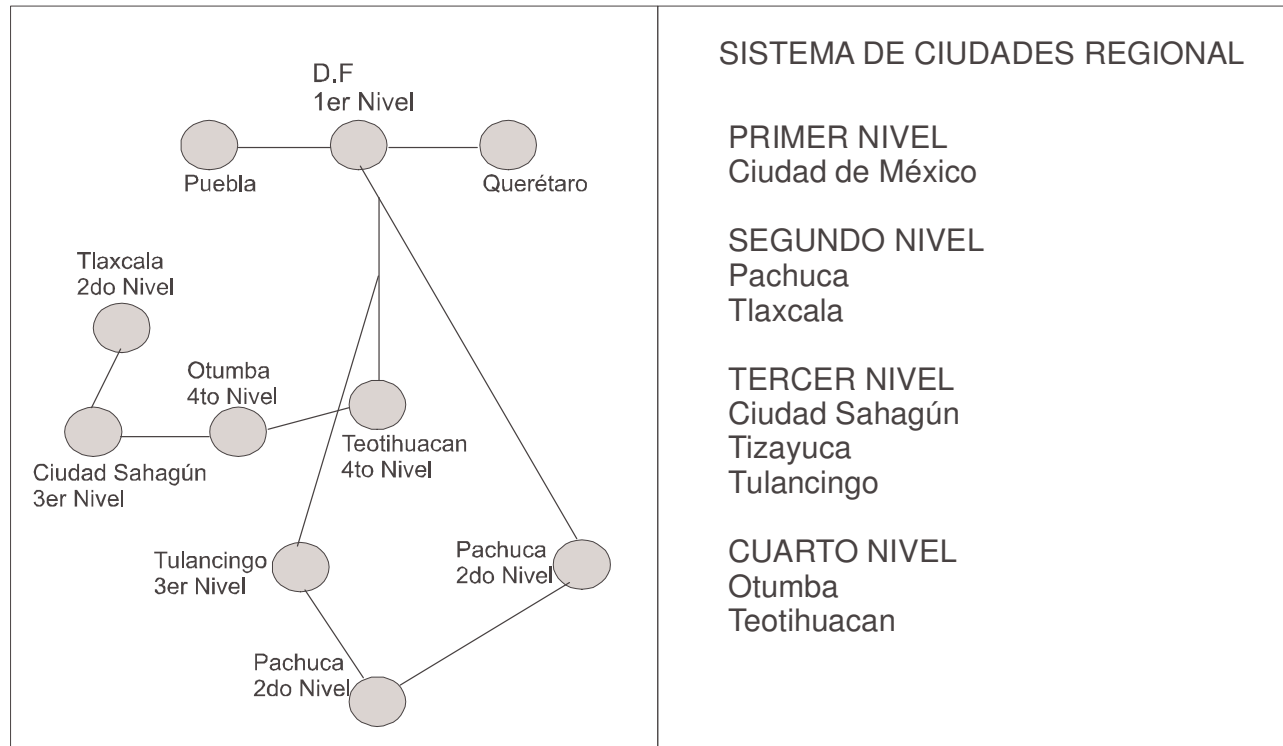 D.F
1er Nivel
Puebla
Querétaro
Tlaxcala
2do Nivel
Otumba
4to Nivel
Teotihuacan
4to Nivel
Ciudad Sahagún
3er Nivel
Tulancingo
3er Nivel
Pachuca
2do Nivel
Pachuca
2do Nivel
SISTEMA DE CIUDADES REGIONAL
PRIMER NIVEL
Ciudad de México
SEGUNDO NIVEL
Pachuca
Tlaxcala
TERCER NIVEL
Ciudad Sahagún
Tizayuca
Tulancingo
CUARTO NIVEL
Otumba
Teotihuacan